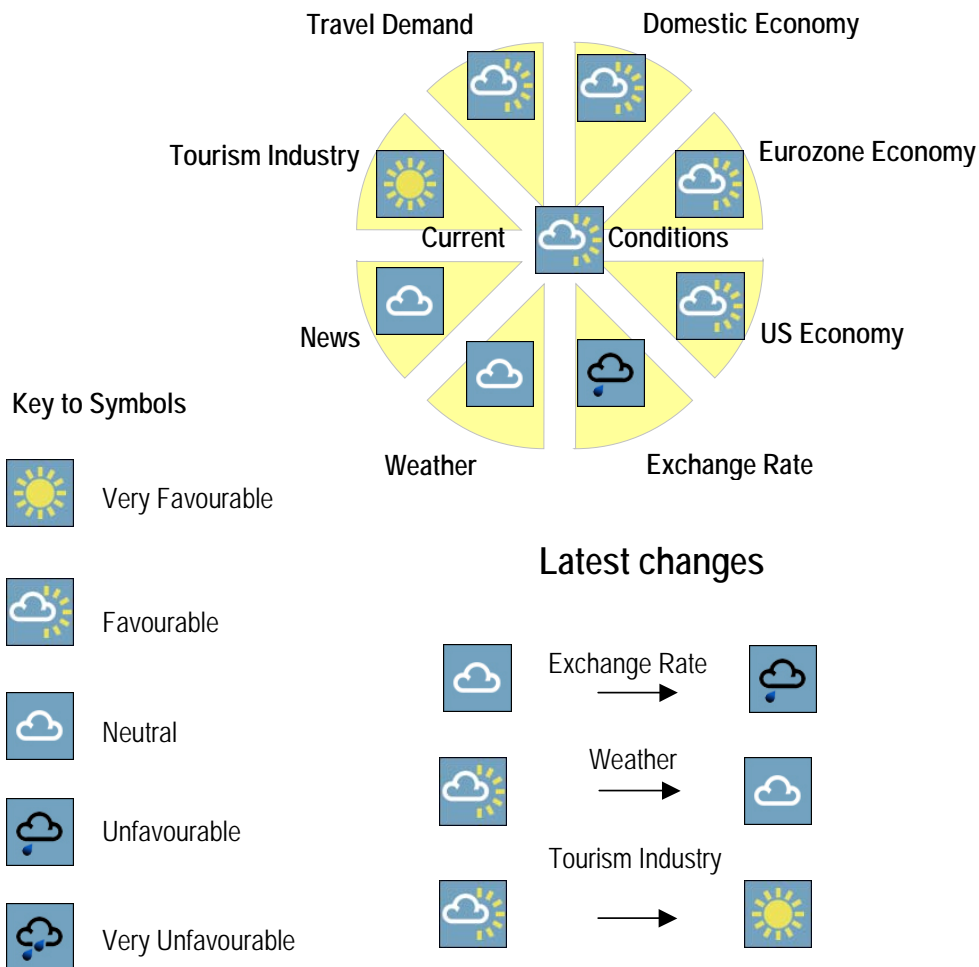 Travel Demand
Domestic Economy
Tourism Industry
Eurozone Economy
Current
Conditions
News
US Economy
Key to Symbols
Weather
Exchange Rate
Very Favourable
Latest changes
Favourable
Exchange Rate
Neutral
Weather
Unfavourable
Tourism Industry
Very Unfavourable